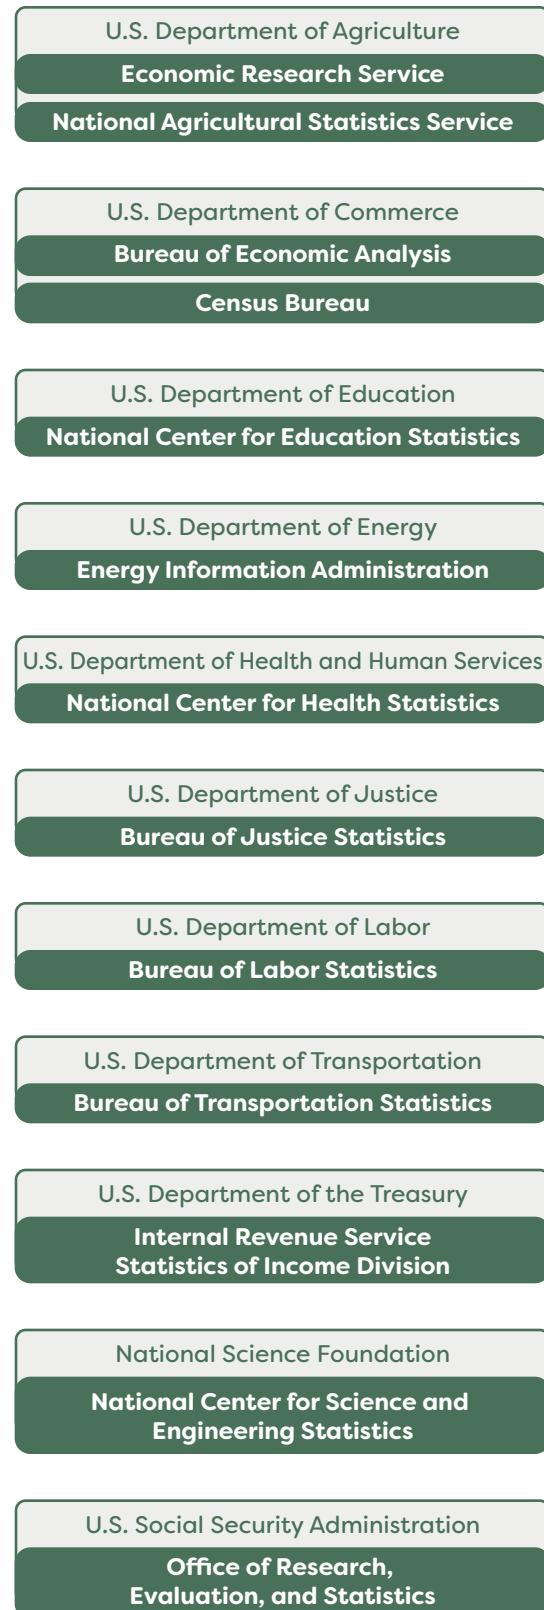 U.S. Department of Agriculture
Economic Research Service
National Agricultural Statistics Service
U.S. Department of Commerce
Bureau of Economic Analysis
Census Bureau
U.S. Department of Education
National Center for Education Statistics
U.S. Department of Energy
Energy Information Administration
U.S. Department of Health and Human Services
National Center for Health Statistics
U.S. Department of Justice
Bureau of Justice Statistics
U.S. Department of Labor
Bureau of Labor Statistics
U.S. Department of Transportation
Bureau of Transportation Statistics
U.S. Department of the Treasury
Internal Revenue Service
Statistics of Income Division
National Science Foundation
National Center for Science and
Engineering Statistics
U.S. Social Security Administration
Office of Research,
Evaluation, and Statistics